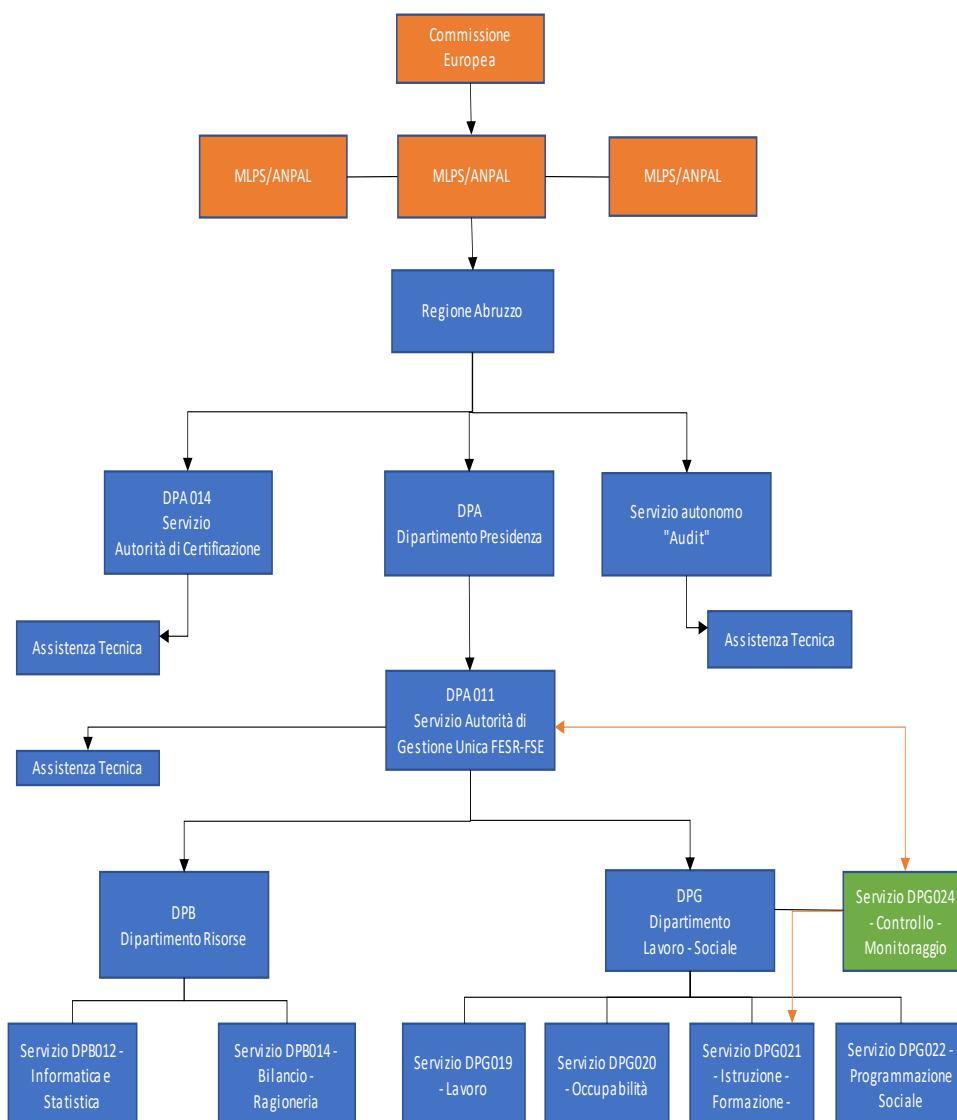 Commissione
Europea
MLPS/ANPAL
MLPS/ANPAL
MLPS/ANPAL
Regione Abruzzo
DPA 014
Servizio
Autorità di Certificazione
DPA
Dipartimento Presidenza
Servizio autonomo
"Audit"
Assistenza Tecnica
Assistenza Tecnica
DPA 011
Servizio Autorità di
Gestione Unica FESR-FSE
Assistenza Tecnica
DPB
Dipartimento Risorse
DPG
Dipartimento
Lavoro - Sociale
Servizio DPG024
- Controllo -
Monitoraggio
Servizio DPB012 -
Informatica e
Statistica
Servizio DPB014 -
Bilancio -
Ragioneria
Servizio DPG019
- Lavoro
Servizio DPG020
- Occupabilità
Servizio DPG021
- Istruzione -
Formazione -
Servizio DPG022 -
Programmazione
Sociale